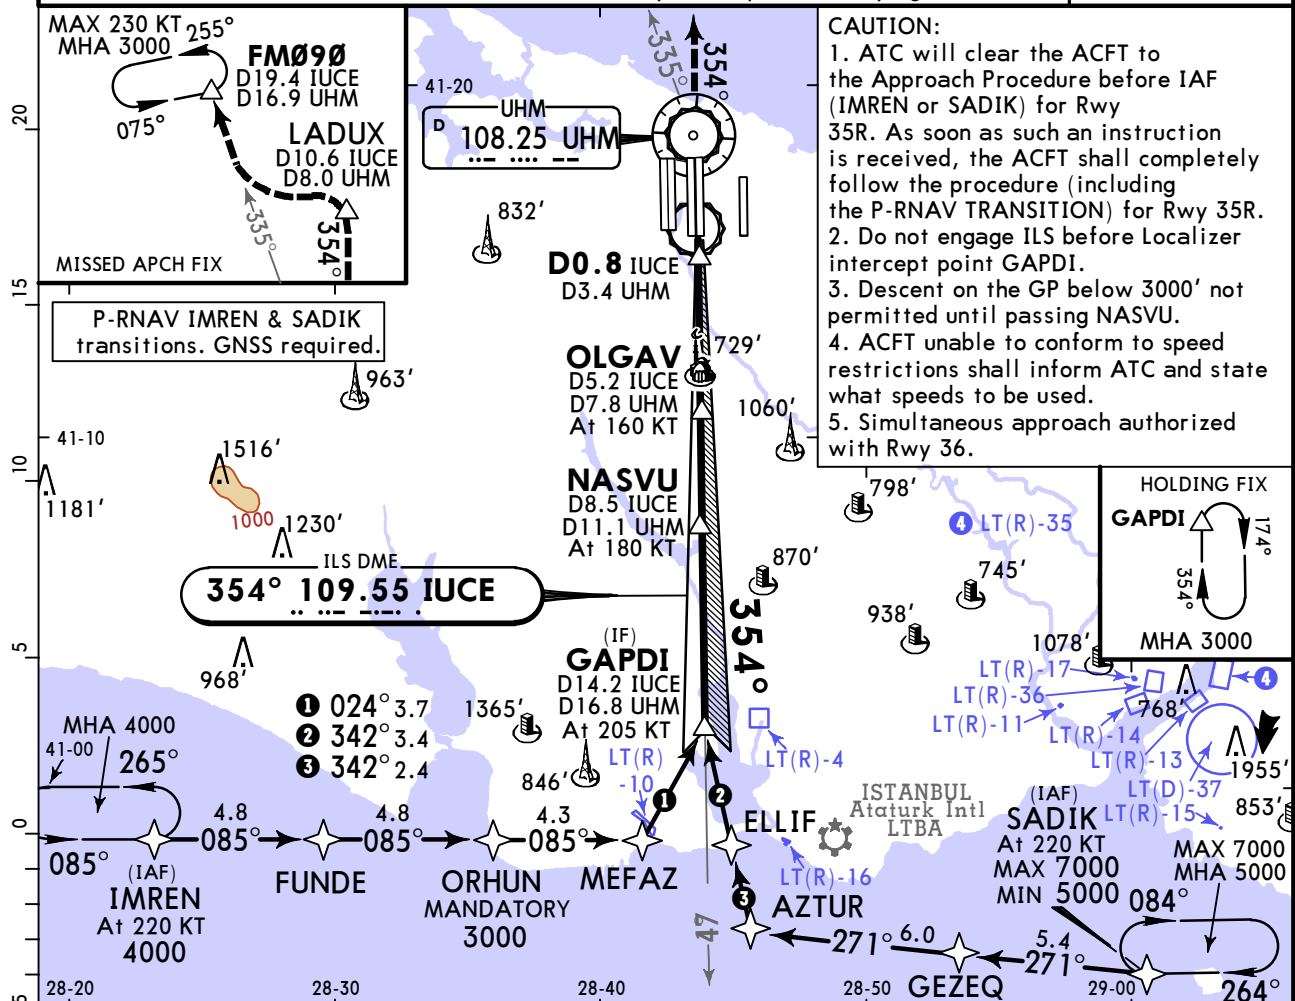 MAX 230 KT
MHA 3000
255°
FMØ9Ø
D19.4 IUCE
D16.9 UHM
075°
LADUX
D10.6 IUCE
D8.0 UHM
335°
354°
MISSED APCH FIX
P-RNAV IMREN & SADIK
transitions. GNSS required.
41-20
UHM
D 108.25 UHM
335°
354°
CAUTION:
1. ATC will clear the ACFT to
the Approach Procedure before IAF
(IMREN or SADIK) for Rwy
35R. As soon as such an instruction
is received, the ACFT shall completely
follow the procedure (including
the P-RNAV TRANSITION) for Rwy 35R.
2. Do not engage ILS before Localizer
intercept point GAPDI.
3. Descent on the GP below 3000' not
permitted until passing NASVU.
4. ACFT unable to conform to speed
restrictions shall inform ATC and state
what speeds to be used.
5. Simultaneous approach authorized
with Rwy 36.
20
15
10
5
0
5
832'
D0.8 IUCE
D3.4 UHM
729'
OLGAV
D5.2 IUCE
D7.8 UHM
At 160 KT
963'
1060'
41-10
1516'
1000
1181'
1230'
NASVU
D8.5 IUCE
D11.1 UHM
At 180 KT
798'
4 LT(R)-35
HOLDING FIX
GAPDI
174°
354°
MHA 3000
ILS DME
354° 109.55 IUCE
870'
745'
938'
1078'
354°
968'
(IF)
GAPDI
D14.2 IUCE
D16.8 UHM
At 205 KT
1 024° 3.7
2 342° 3.4
3 342° 2.4
1365'
846'
LT(R)
-10
LT(R)-4
LT(R)-17
LT(R)-36
LT(R)-11
LT(R)-14
LT(R)-13
LT(D)-37
LT(R)-15
768'
4
1955'
853'
MHA 4000
41-00
265°
085°
4.8
085°
4.8
085°
4.3
085°
1
2
3
(IAF)
IMREN
At 220 KT
4000
FUNDE
ORHUN
MANDATORY
3000
MEFAZ
ELLIF
ISTANBUL
Ataturk Intl
LTBA
LT(R)-16
AZTUR
49
271° 6.0
GEZEQ
5.4
271°
(IAF)
SADIK
At 220 KT
MAX 7000
MIN 5000
MAX 7000
MHA 5000
084°
264°
28-20
28-30
28-40
28-50
29-00